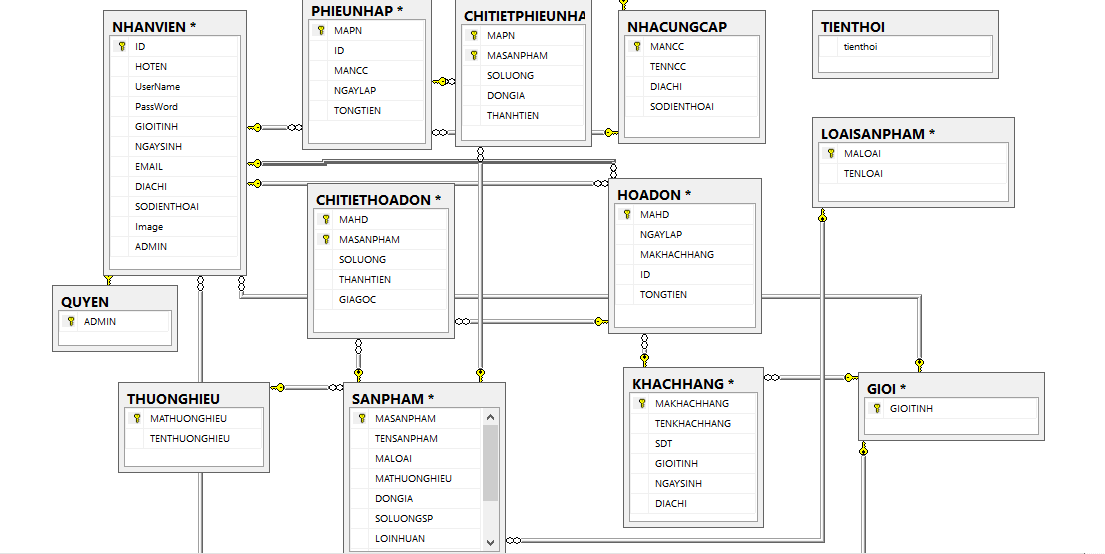 NHANVIEN *
ID
HOTEN
UserName
PassWord
GIOITINH
NGAYSINH
EMAIL
DIACHI
SODIENTHOAI
Image
ADMIN
PHIEUNHAP *
MAPN
ID
MANCC
NGAYLAP
TONGTIEN
CHITIETPHIEUNHA
MAPN
MASANPHAM
SOLUONG
DONGIA
THANHTIEN
NHACUNGCAP
MANCC
TENNCC
DIACHI
SODIENTHOAI
TIENTHOI
tienthoi
LOAISANPHAM *
MALOAI
TENLOAI
CHITIETHOADON *
MAHD
MASANPHAM
SOLUONG
THANHTIEN
GIAGOC
HOADON *
MAHD
NGAYLAP
MAKHACHHANG
ID
TONGTIEN
QUYEN
ADMIN
THUONGHIEU
MATHUONGHIEU
TENTHUONGHIEU
SANPHAM *
MASANPHAM
TENSANPHAM
MALOAI
MATHUONGHIEU
DONGIA
SOLUONGSP
LOINHUAN
KHACHHANG *
MAKHACHHANG
TENKHACHHANG
SDT
GIOITINH
NGAYSINH
DIACHI
GIOI *
GIOITINH